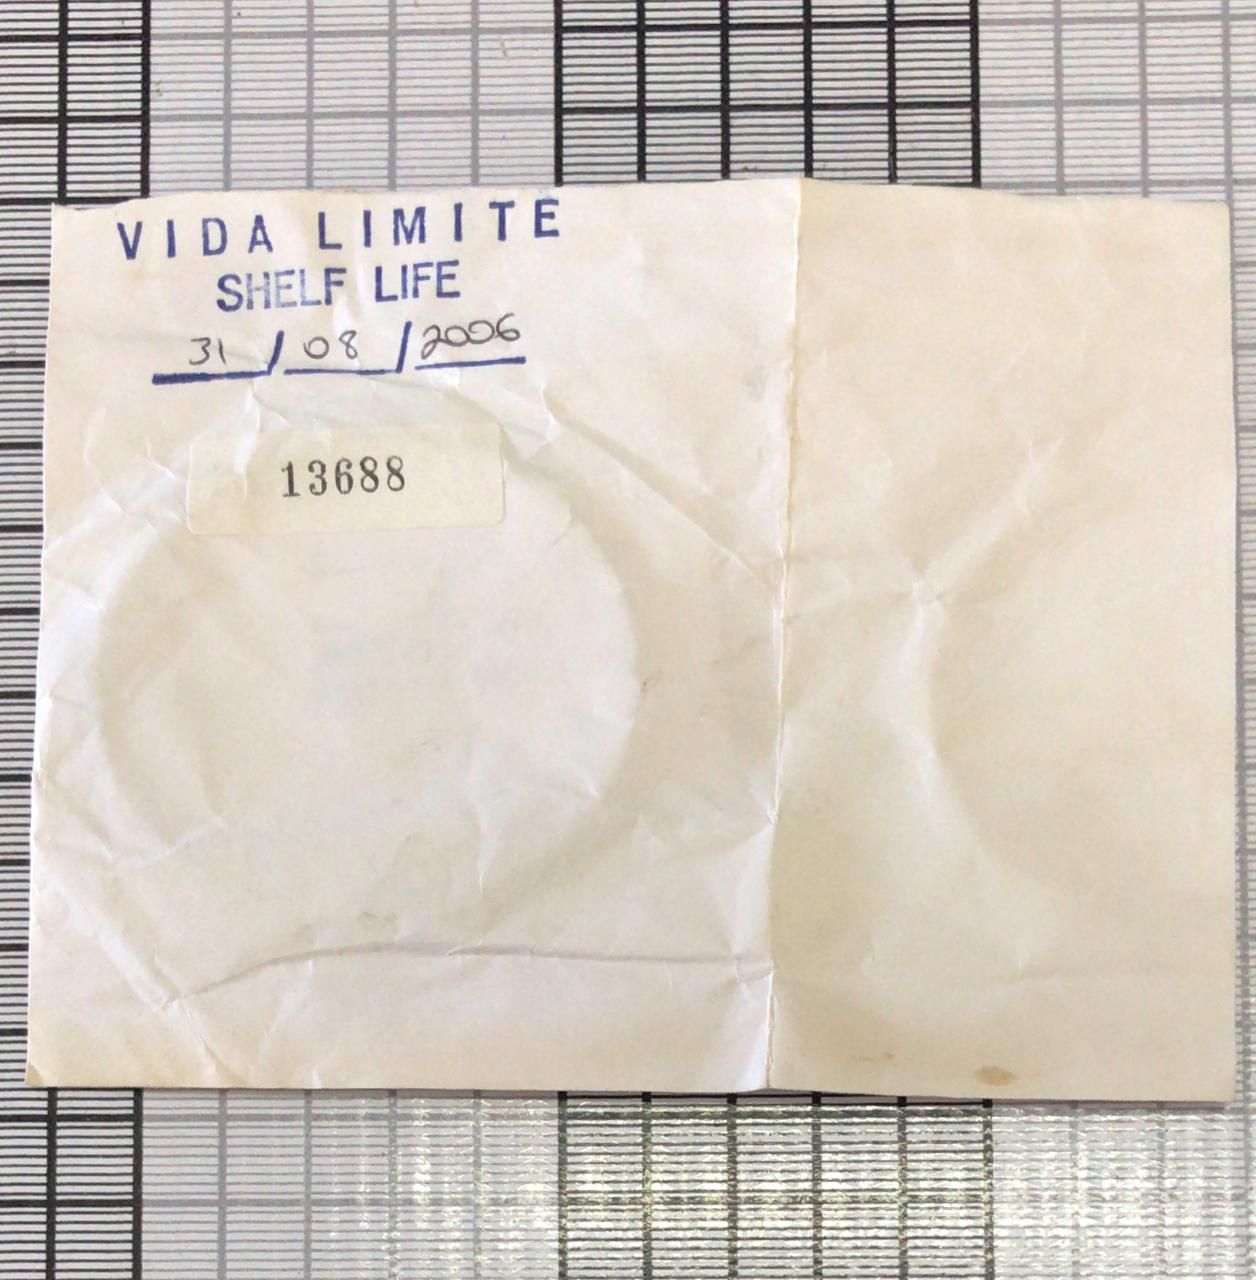 VIDA LIMITE
SHELF LIFE
31/08/2006
13688